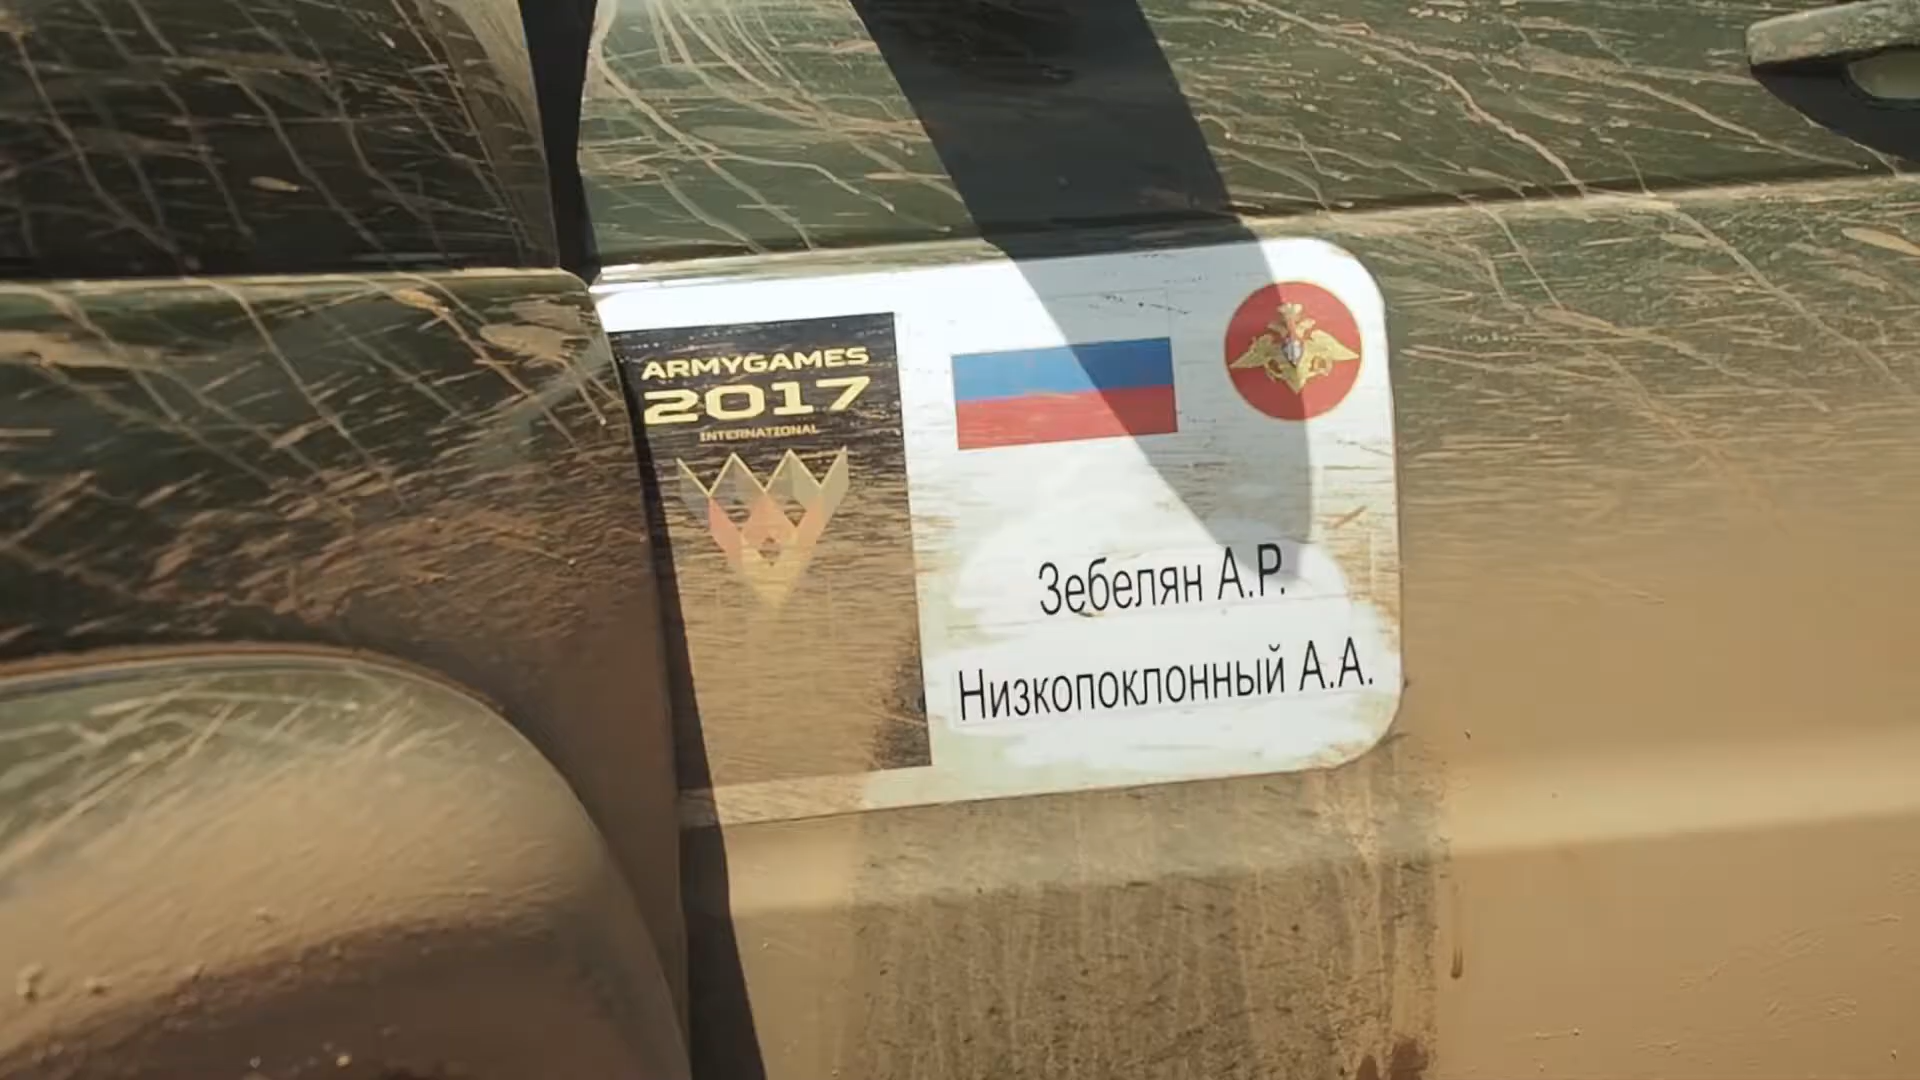 ARMYGAMES
2017
INTERNATIONAL
Зебелян А.Р.
Низкопоклонный А.А.